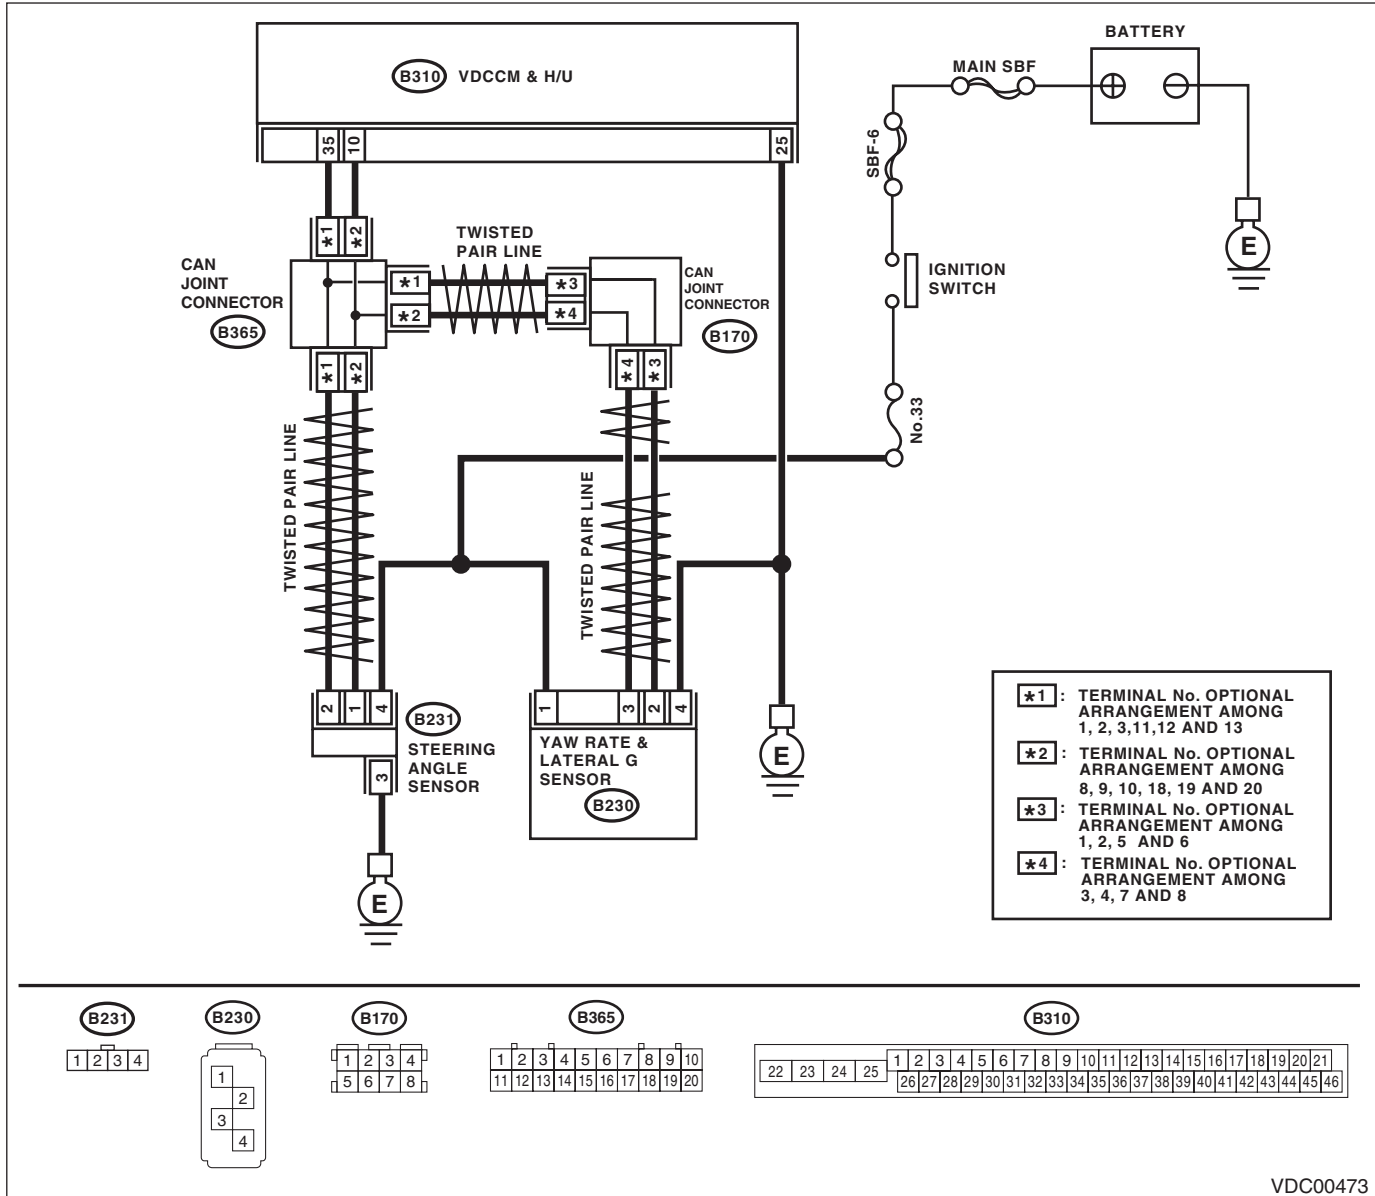 BATTERY
MAIN SBF
B310 VDCCM & H/U
35 10 25
SBF-6
*1 *2
TWISTED
PAIR LINE
CAN
JOINT
CONNECTOR
B365
*1 *3
*2 *4
CAN
JOINT
CONNECTOR
B170
E
IGNITION
SWITCH
*1 *2
*4 *3
No.33
TWISTED PAIR LINE
TWISTED PAIR LINE
2 1 4
B231
STEERING
ANGLE
SENSOR
3
E
1 3 2 4
YAW RATE &
LATERAL G
SENSOR
B230
E
*1 : TERMINAL No. OPTIONAL
ARRANGEMENT AMONG
1, 2, 3,11,12 AND 13
*2 : TERMINAL No. OPTIONAL
ARRANGEMENT AMONG
8, 9, 10, 18, 19 AND 20
*3 : TERMINAL No. OPTIONAL
ARRANGEMENT AMONG
1, 2, 5 AND 6
*4 : TERMINAL No. OPTIONAL
ARRANGEMENT AMONG
3, 4, 7 AND 8
B231
1 2 3 4
B230
1
2
3
4
B170
1 2 3 4
5 6 7 8
B365
1 2 3 4 5 6 7 8 9 10
11 12 13 14 15 16 17 18 19 20
B310
22 23 24 25
1 2 3 4 5 6 7 8 9 10 11 12 13 14 15 16 17 18 19 20 21
26 27 28 29 30 31 32 33 34 35 36 37 38 39 40 41 42 43 44 45 46
VDC00473